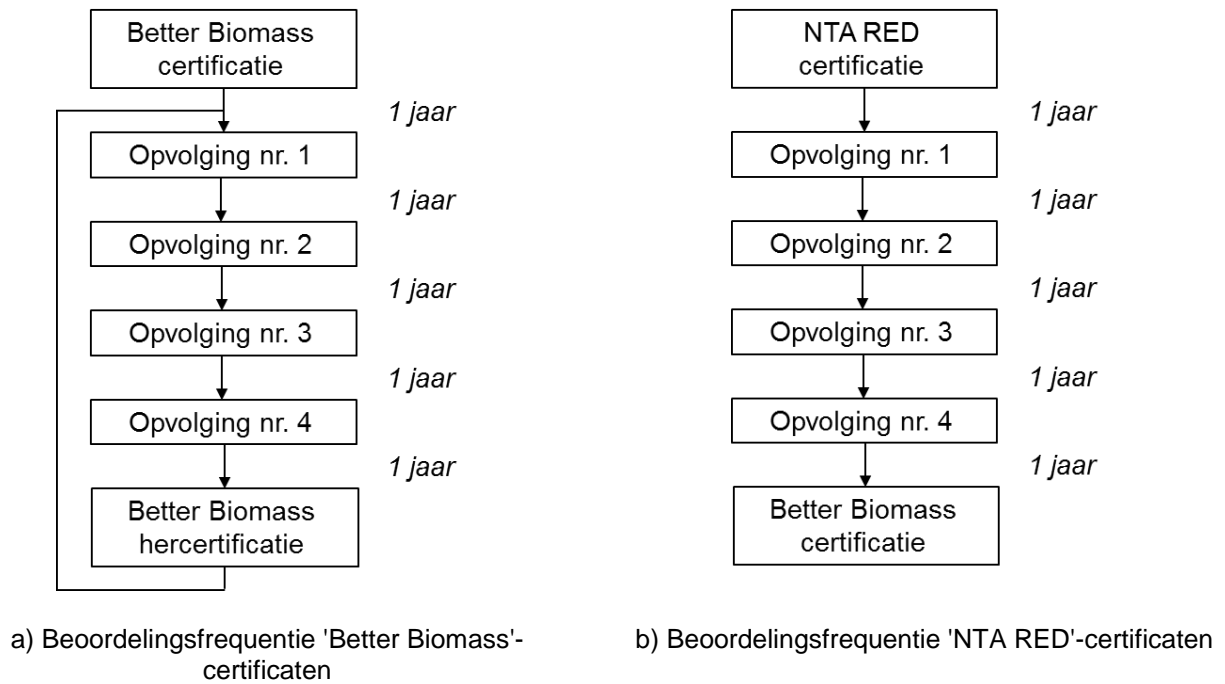 Better Biomass
certificatie
1 jaar
Opvolging nr. 1
1 jaar
Opvolging nr. 2
1 jaar
Opvolging nr. 3
1 jaar
Opvolging nr. 4
1 jaar
Better Biomass
hercertificatie
a) Beoordelingsfrequentie 'Better Biomass'-
certificaten
NTA RED
certificatie
1 jaar
Opvolging nr. 1
1 jaar
Opvolging nr. 2
1 jaar
Opvolging nr. 3
1 jaar
Opvolging nr. 4
1 jaar
Better Biomass
certificatie
b) Beoordelingsfrequentie 'NTA RED'-certificaten